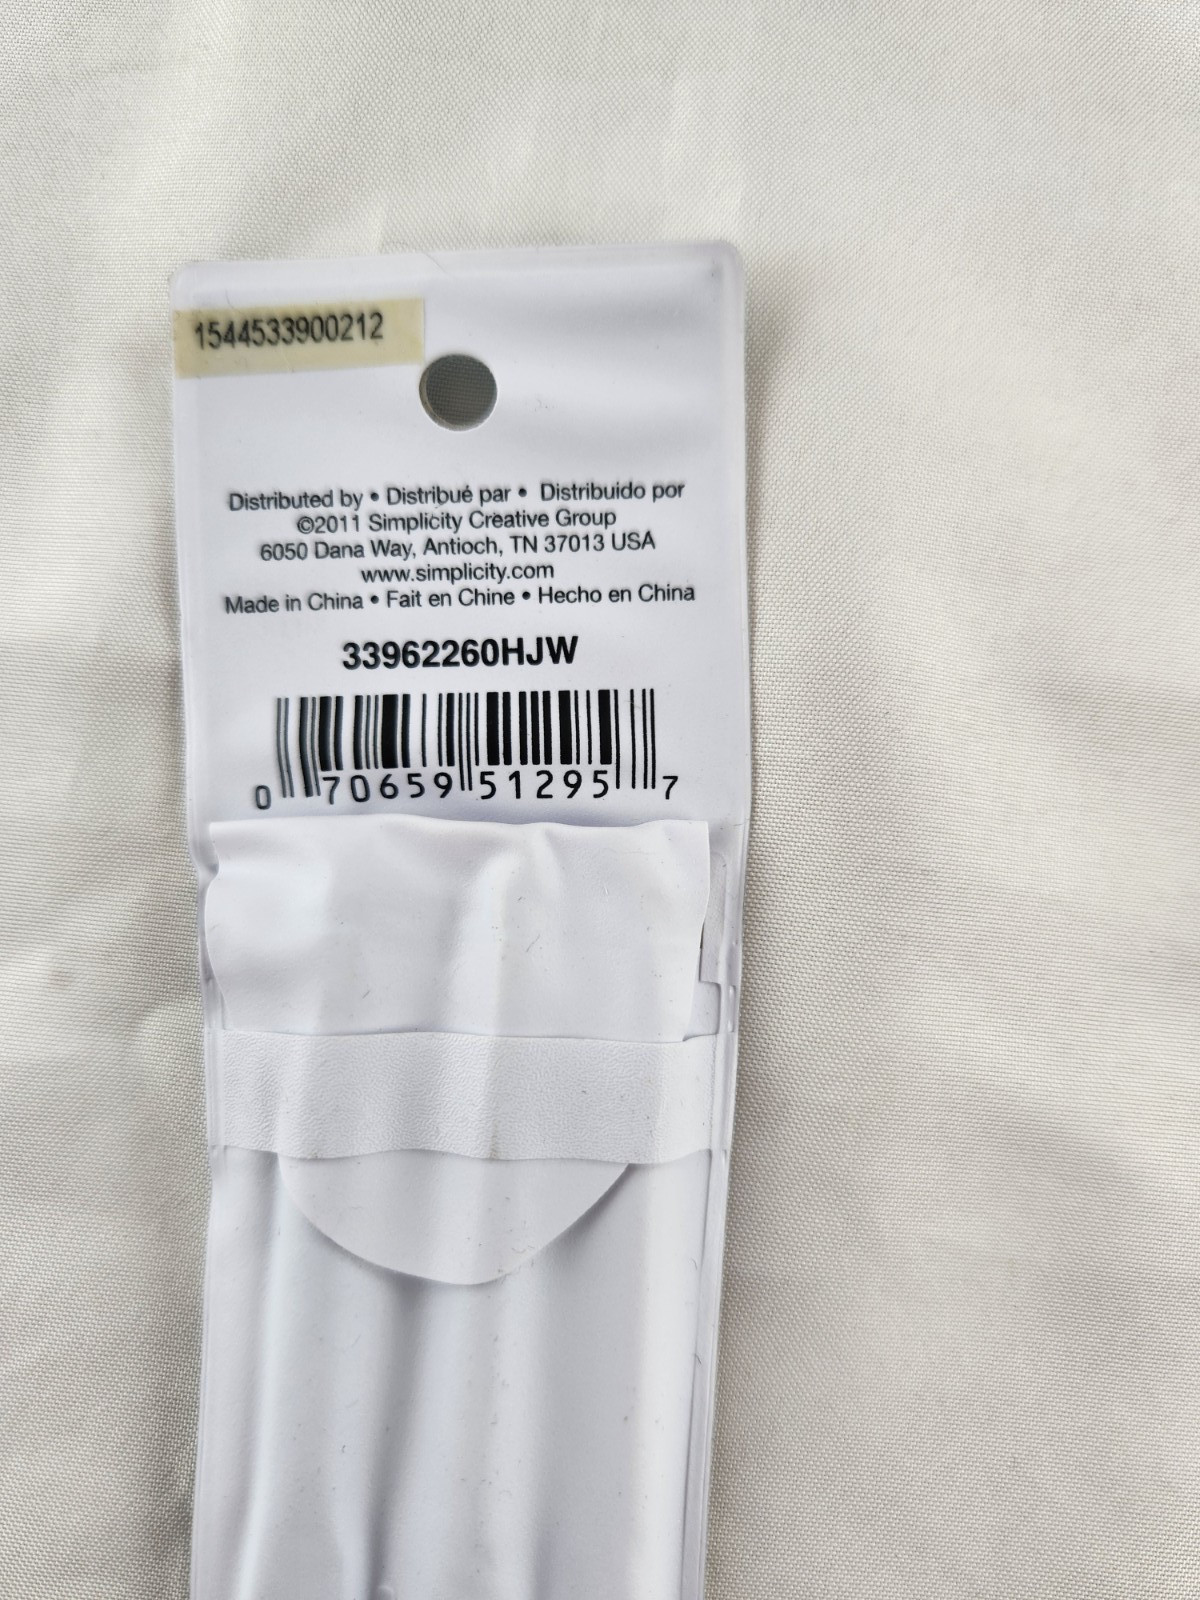 1544533900212
Distributed by • Distribué par • Distribuido por
©2011 Simplicity Creative Group
6050 Dana Way, Antioch, TN 37013 USA
www.simplicity.com
Made in China • Fait en Chine • Hecho en China
33962260HJW
0 70659 51295 7